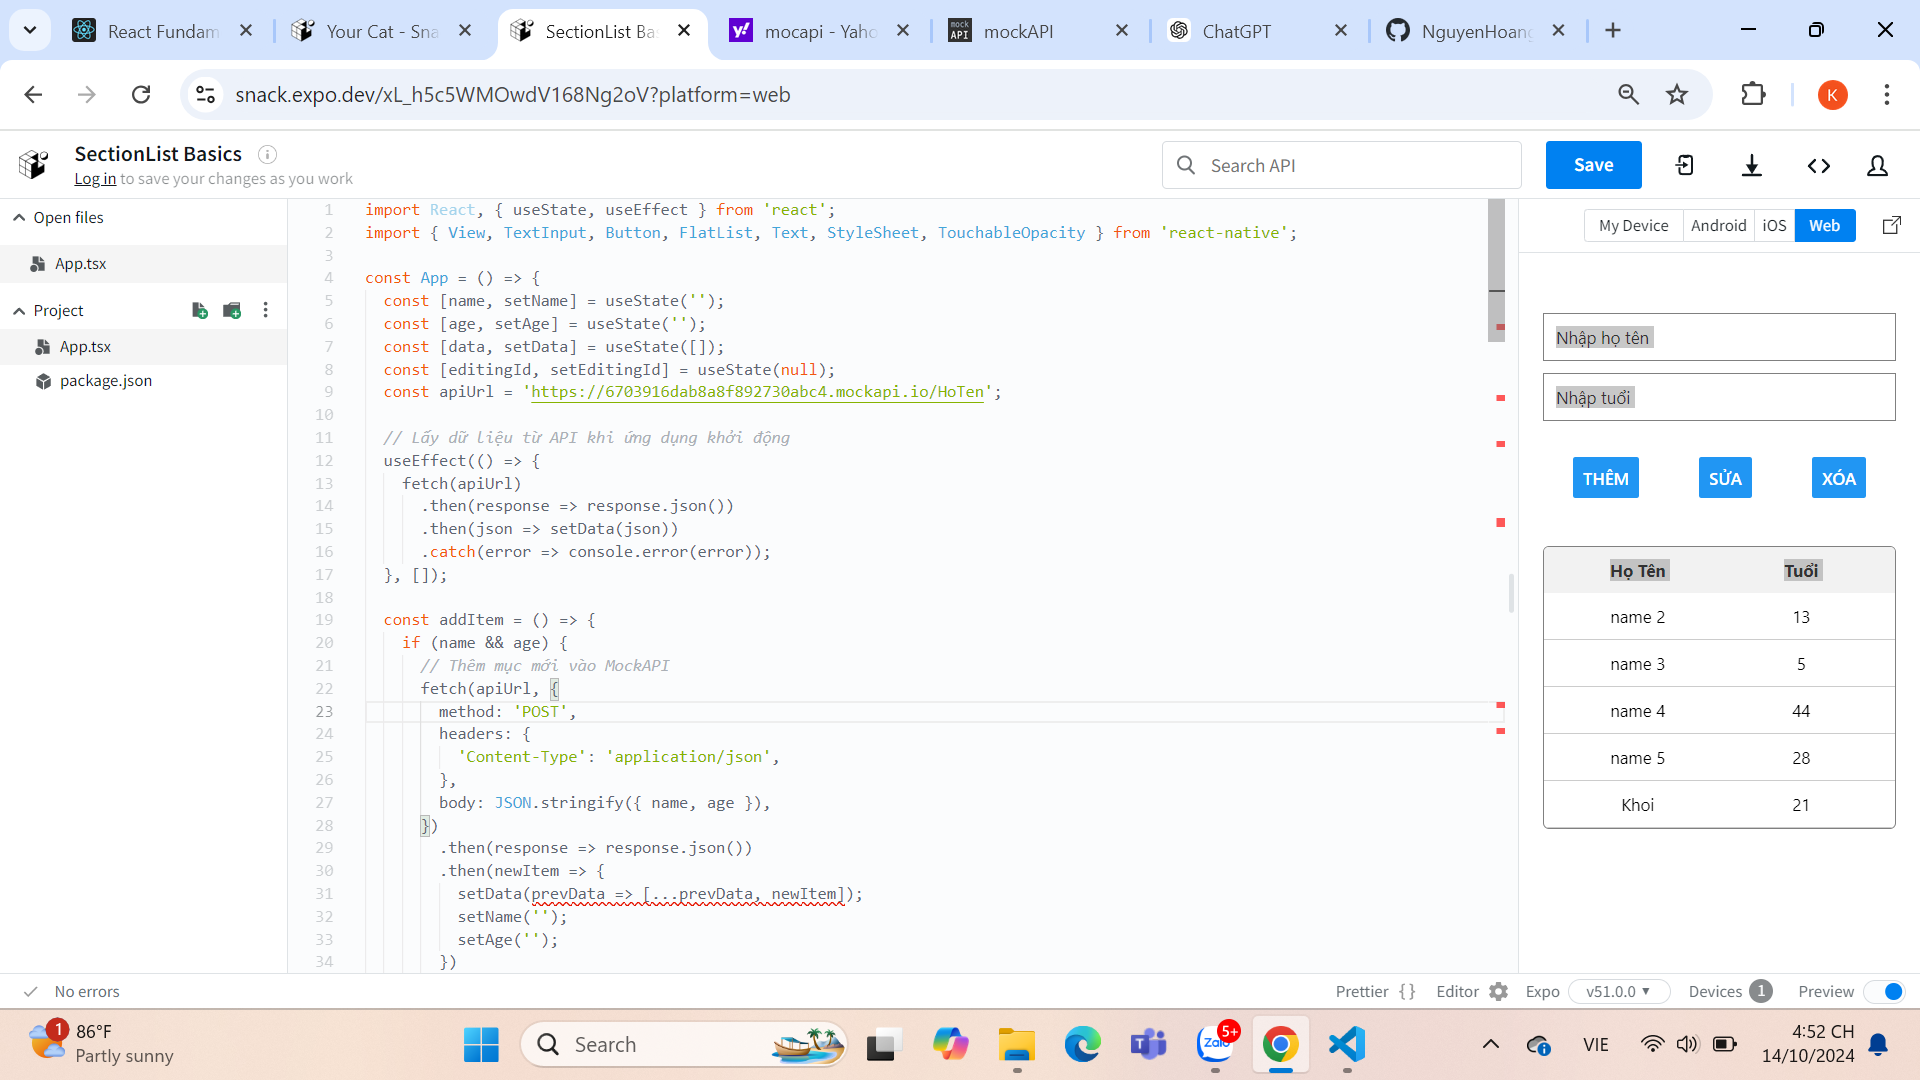 React Fundam
Your Cat - Sna
SectionList Ba
mocapi - Yaho
mock API
mockAPI
ChatGPT
NguyenHoang
snack.expo.dev/xL_h5c5WMOwdV168Ng2oV?platform=web
K
SectionList Basics
Log in to save your changes as you work
Search API
Save
Open files
App.tsx
Project
App.tsx
package.json
1 import React, { useState, useEffect } from 'react';
2 import { View, TextInput, Button, FlatList, Text, StyleSheet, TouchableOpacity } from 'react-native';
3
4 const App = () => {
5 const [name, setName] = useState('');
6 const [age, setAge] = useState('');
7 const [data, setData] = useState([]);
8 const [editingId, setEditingId] = useState(null);
9 const apiUrl = 'https://6703916dab8a8f892730abc4.mockapi.io/HoTen';
10
11 // Lấy dữ liệu từ API khi ứng dụng khởi động
12 useEffect(() => {
13 fetch(apiUrl)
14 .then(response => response.json())
15 .then(json => setData(json))
16 .catch(error => console.error(error));
17 }, []);
18
19 const addItem = () => {
20 if (name && age) {
21 // Thêm mục mới vào MockAPI
22 fetch(apiUrl, {
23 method: 'POST',
24 headers: {
25 'Content-Type': 'application/json',
26 },
27 body: JSON.stringify({ name, age }),
28 })
29 .then(response => response.json())
30 .then(newItem => {
31 setData(prevData => [...prevData, newItem]);
32 setName('');
33 setAge('');
34 })
My Device Android iOS Web
Nhập họ tên
Nhập tuổi
THÊM SỬA XÓA
Họ Tên Tuổi
name 2 13
name 3 5
name 4 44
name 5 28
Khoi 21
No errors
Prettier {} Editor Expo v51.0.0 Devices 1 Preview
1
86°F
Partly sunny
Search
Zalo
5+
VIE
4:52 CH
14/10/2024